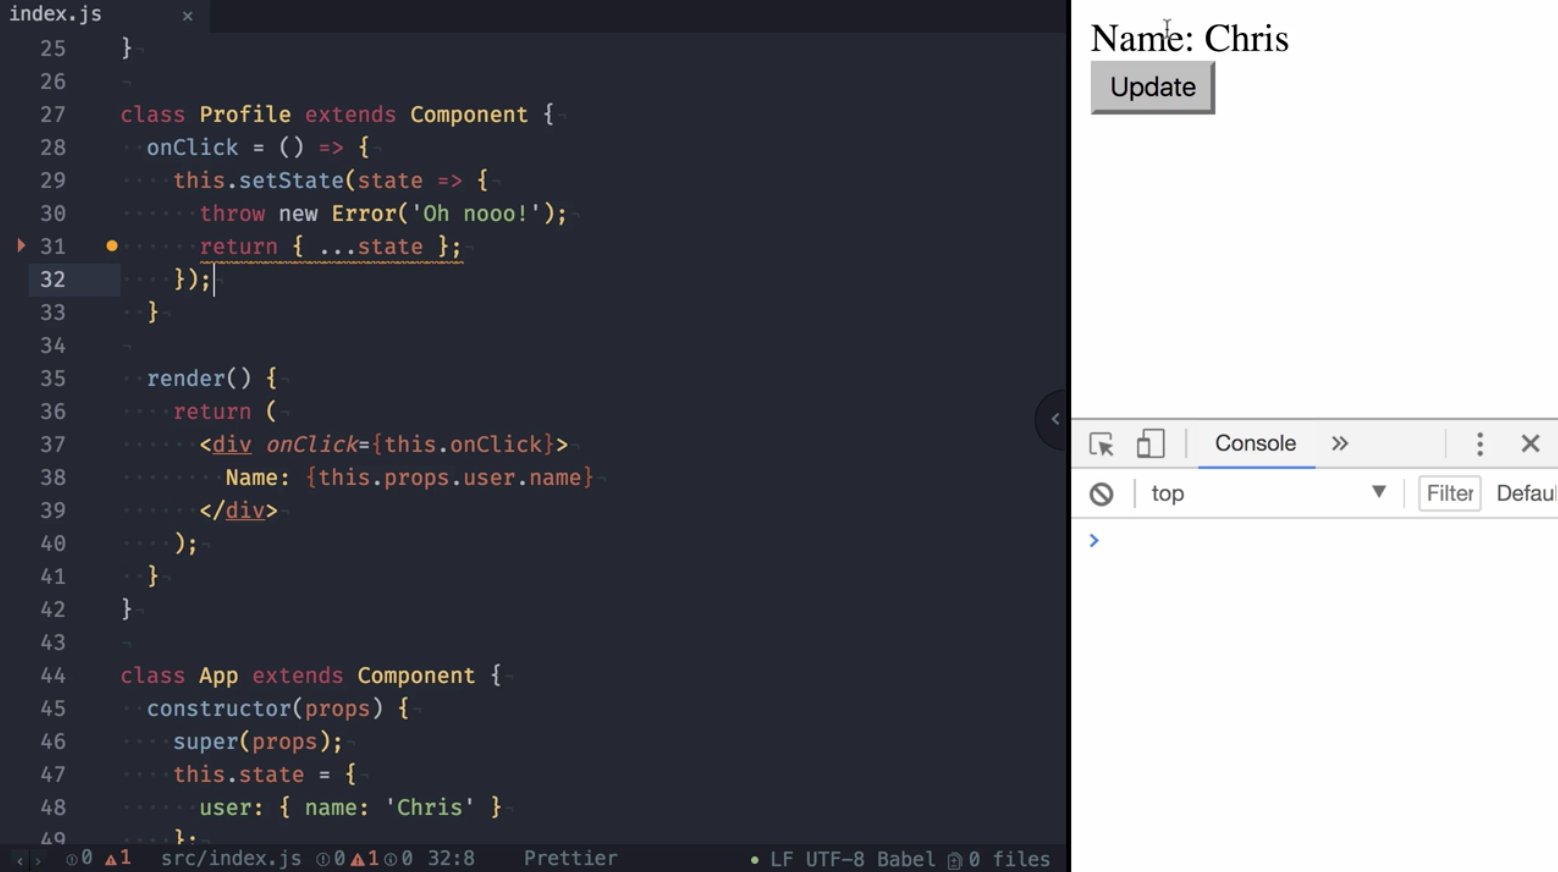 index.js ×
25 }
26
27 class Profile extends Component {
28 onClick = () => {
29 this.setState(state => {
30 throw new Error('Oh nooo!');
31 return { ...state };
32 });
33 }
34
35 render() {
36 return (
37 <div onClick={this.onClick}>
38 Name: {this.props.user.name}
39 </div>
40 );
41 }
42 }
43
44 class App extends Component {
45 constructor(props) {
46 super(props);
47 this.state = {
48 user: { name: 'Chris' }
49 };
0 1 src/index.js 0 1 0 32:8 Prettier LF UTF-8 Babel 0 files
Name: Chris
Update
Console »
top Filter Defau
>